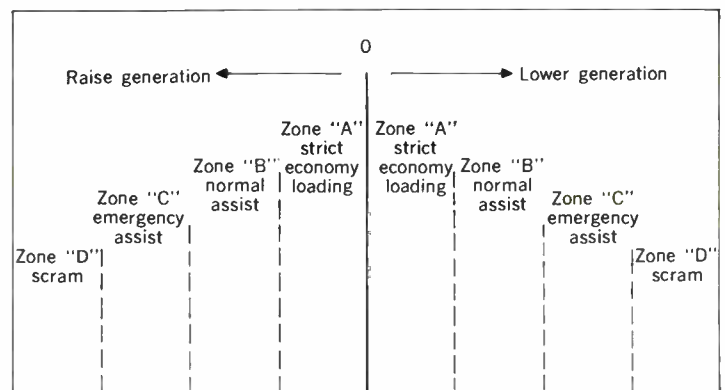 0
Raise generation
Lower generation
Zone "A"
strict
economy
loading
Zone "A"
strict
economy
loading
Zone "B"
normal
assist
Zone "B"
normal
assist
Zone "C"
emergency
assist
Zone "C"
emergency
assist
Zone "D"
scram
Zone "D"
scram